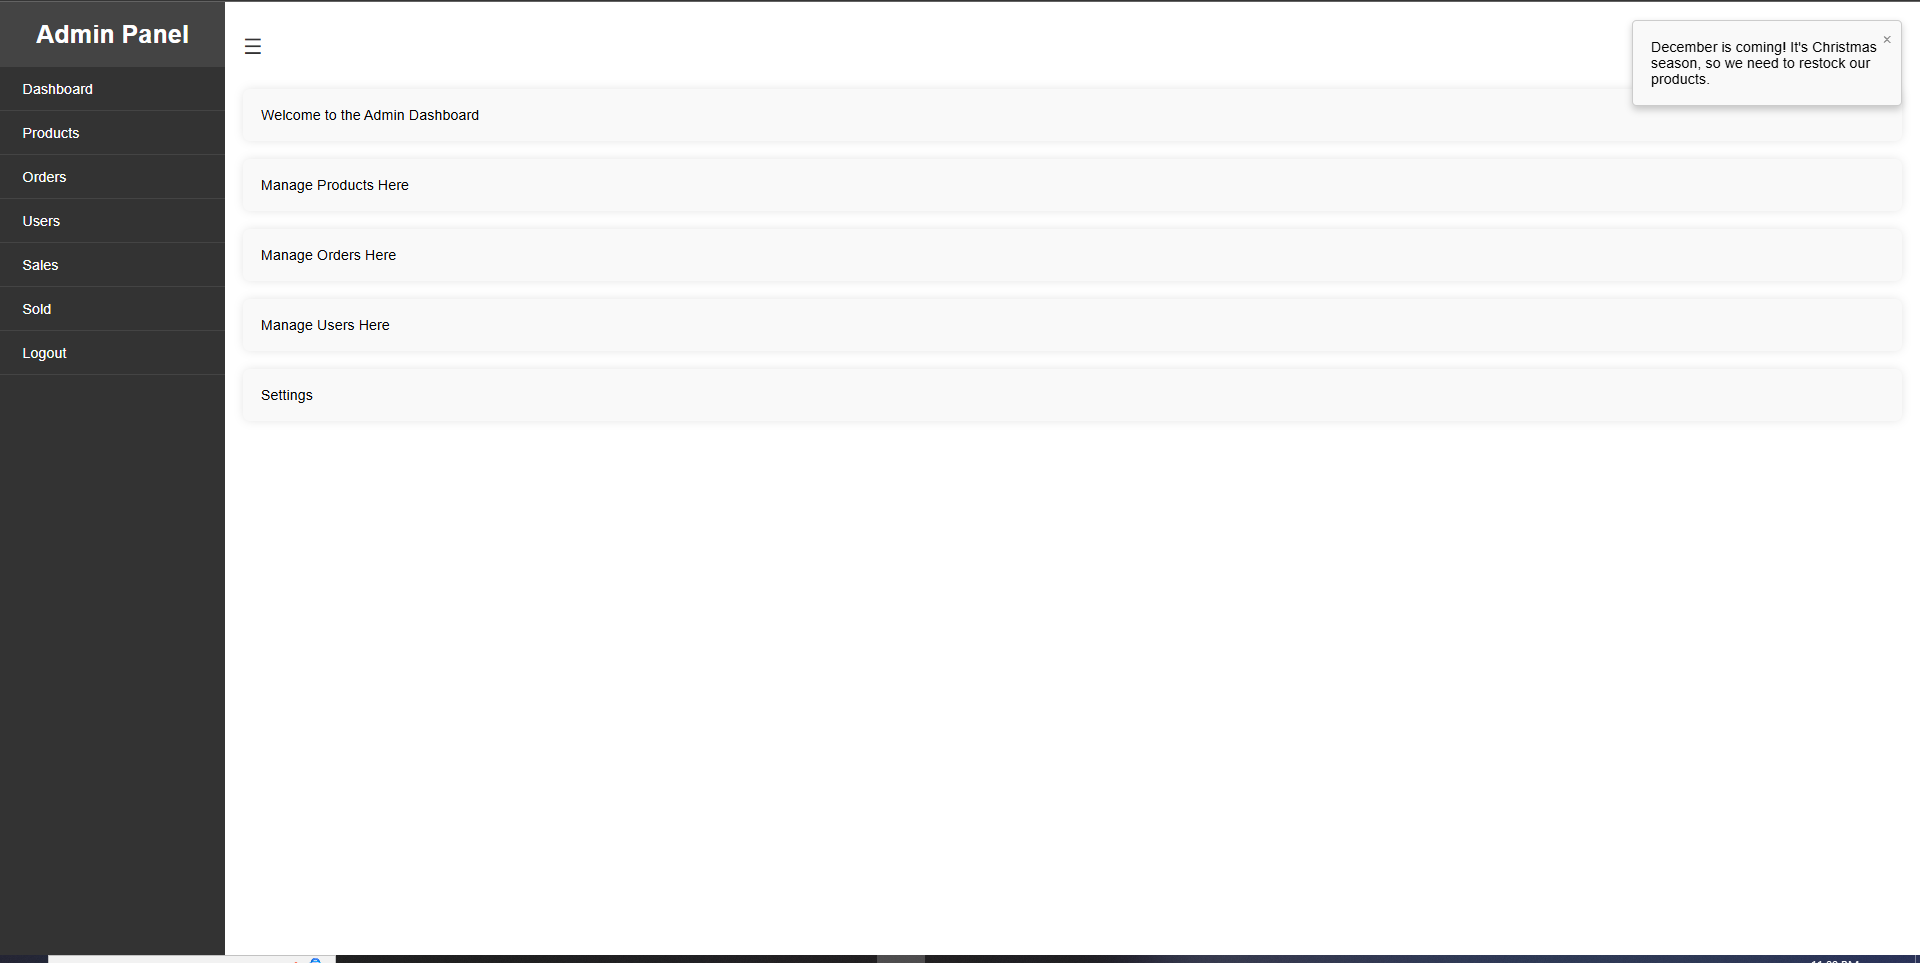 Admin Panel
Dashboard
Products
Orders
Users
Sales
Sold
Logout
☰
December is coming! It's Christmas
season, so we need to restock our
products.
×
Welcome to the Admin Dashboard
Manage Products Here
Manage Orders Here
Manage Users Here
Settings